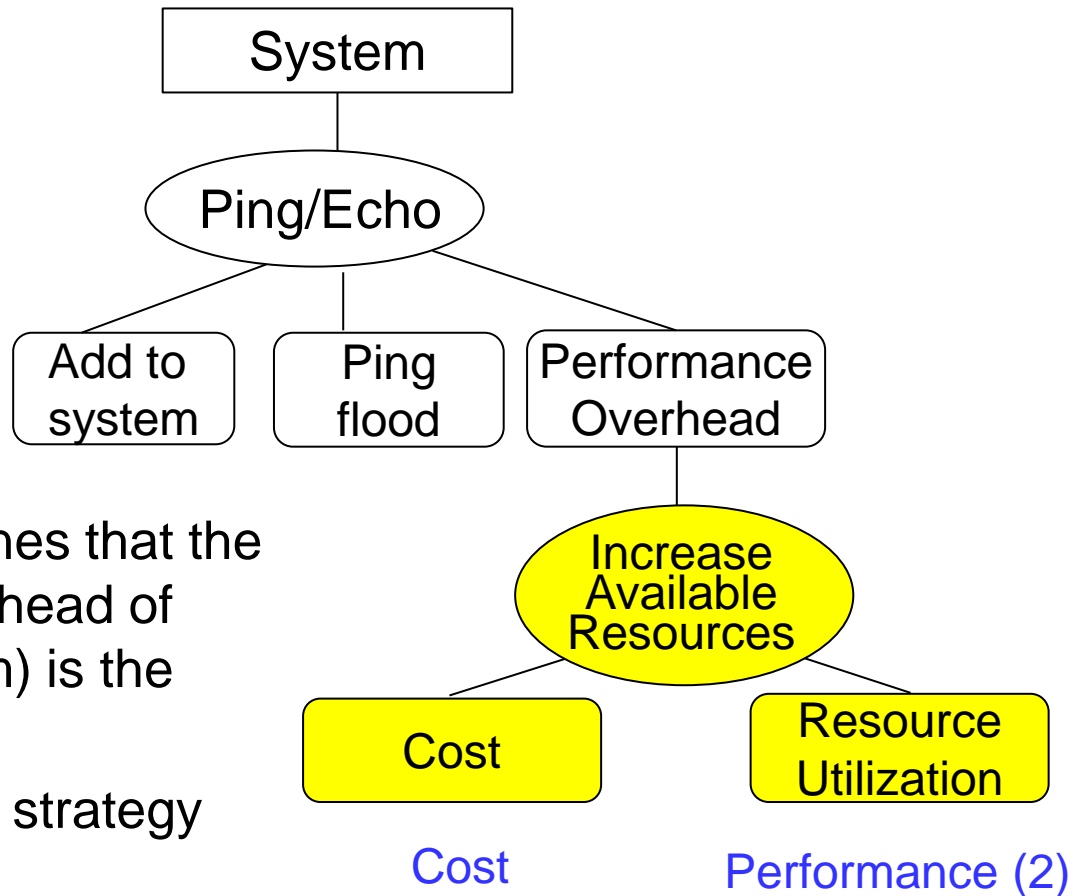 System
Ping/Echo
Add to
system
Ping
flood
Performance
Overhead
that the
head of
is the
strategy
Increase
Available
Resources
Cost
Resource
Utilization
Cost
Performance (2)